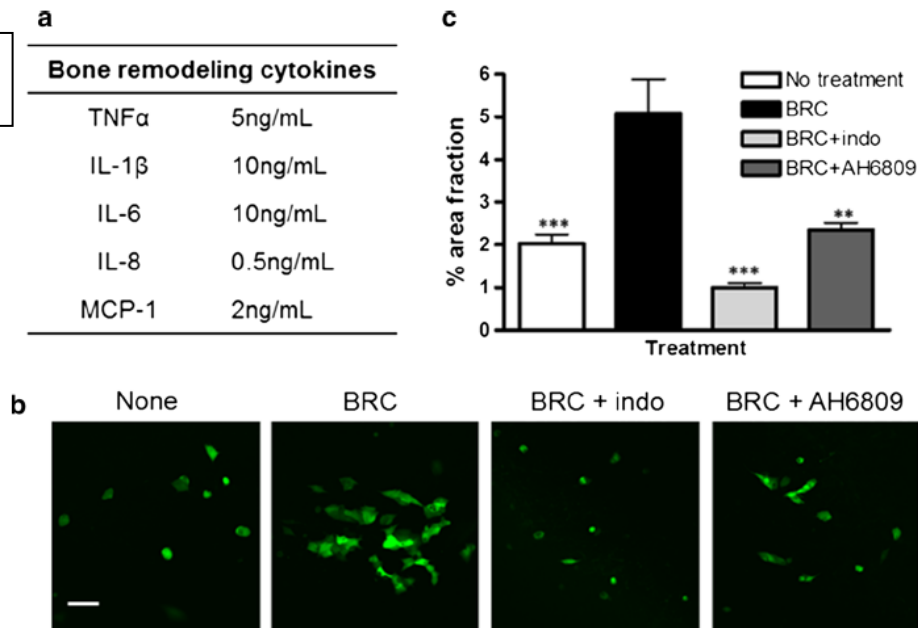 a
Bone remodeling cytokines
TNFα 5ng/mL
IL-1β 10ng/mL
IL-6 10ng/mL
IL-8 0.5ng/mL
MCP-1 2ng/mL
c
% area fraction
6
5
4
3
2
1
0
No treatment
BRC
BRC+indo
BRC+AH6809
***
***
**
Treatment
b
None
BRC
BRC + indo
BRC + AH6809